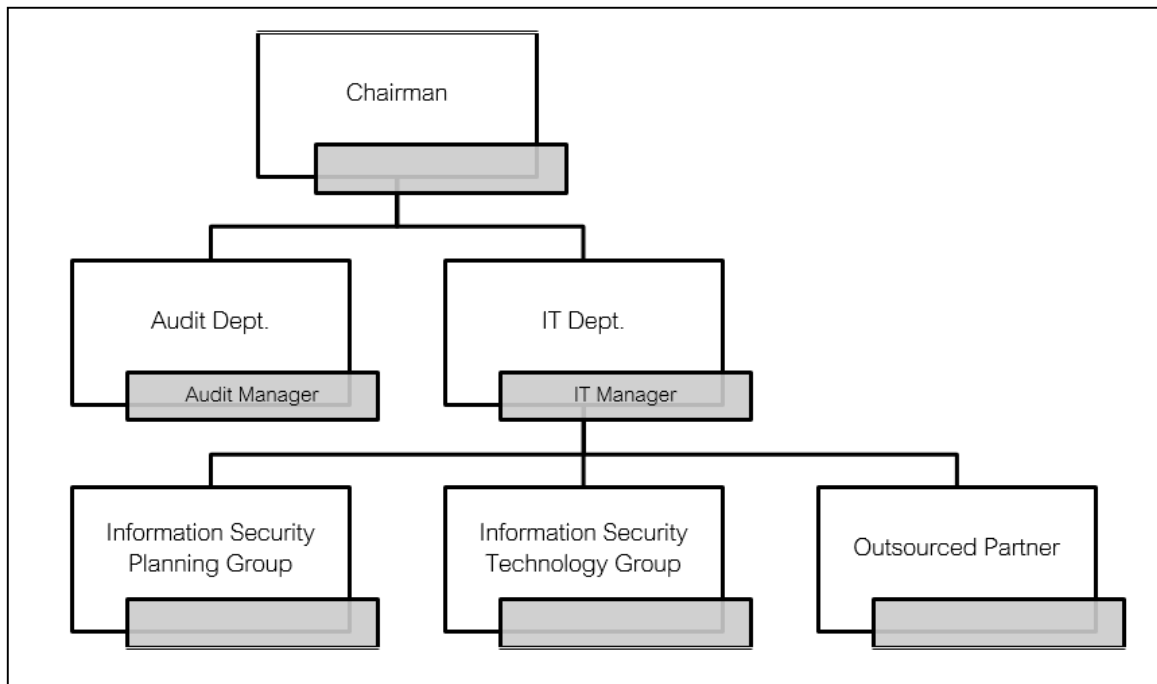 Chairman
Audit Dept.
IT Dept.
Audit Manager
IT Manager
Information Security
Planning Group
Information Security
Technology Group
Outsourced Partner